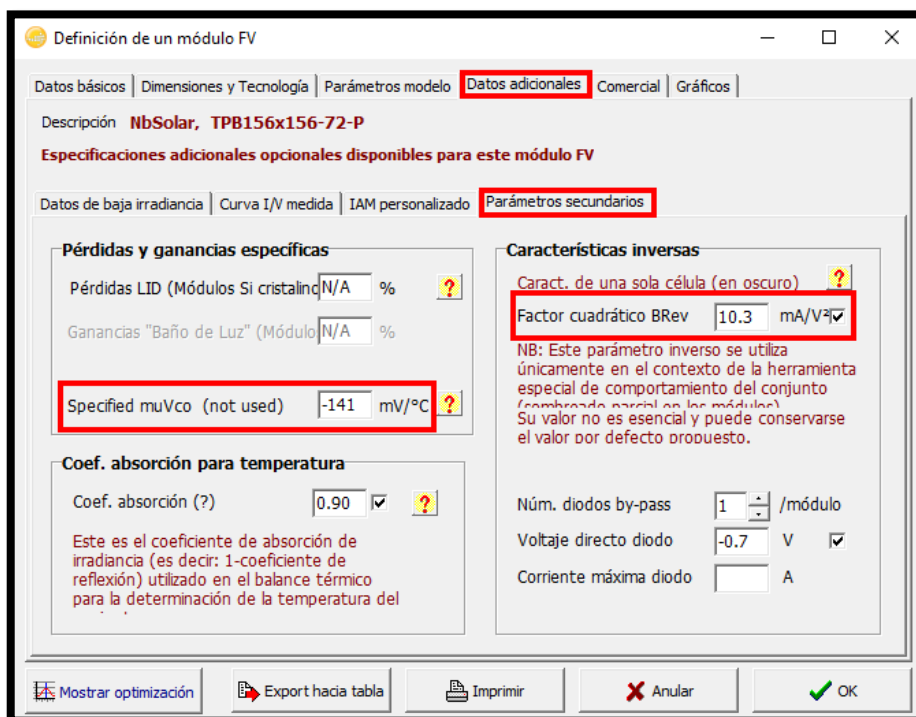 Definición de un módulo FV
Datos básicos Dimensiones y Tecnología Parámetros modelo Datos adicionales Comercial Gráficos
Descripción NbSolar, TPB156x156-72-P
Especificaciones adicionales opcionales disponibles para este módulo FV
Datos de baja irradiancia Curva I/V medida IAM personalizado Parámetros secundarios
Pérdidas y ganancias específicas
Pérdidas LID (Módulos Si cristalino N/A % ?
Ganancias "Baño de Luz" (Módulo N/A %
Specified muVco (not used) -141 mV/°C ?
Coef. absorción para temperatura
Coef. absorción (?) 0.90 ?
Este es el coeficiente de absorción de
irradiancia (es decir: 1-coeficiente de
reflexión) utilizado en el balance térmico
para la determinación de la temperatura del
Características inversas
Caract. de una sola célula (en oscuro) ?
Factor cuadrático BRev 10.3 mA/V²
NB: Este parámetro inverso se utiliza
únicamente en el contexto de la herramienta
especial de comportamiento del conjunto
(sombreado parcial en los módulos)
Su valor no es esencial y puede conservarse
el valor por defecto propuesto.
Núm. diodos by-pass 1 /módulo
Voltaje directo diodo -0.7 V
Corriente máxima diodo A
Mostrar optimización Export hacia tabla Imprimir Anular OK